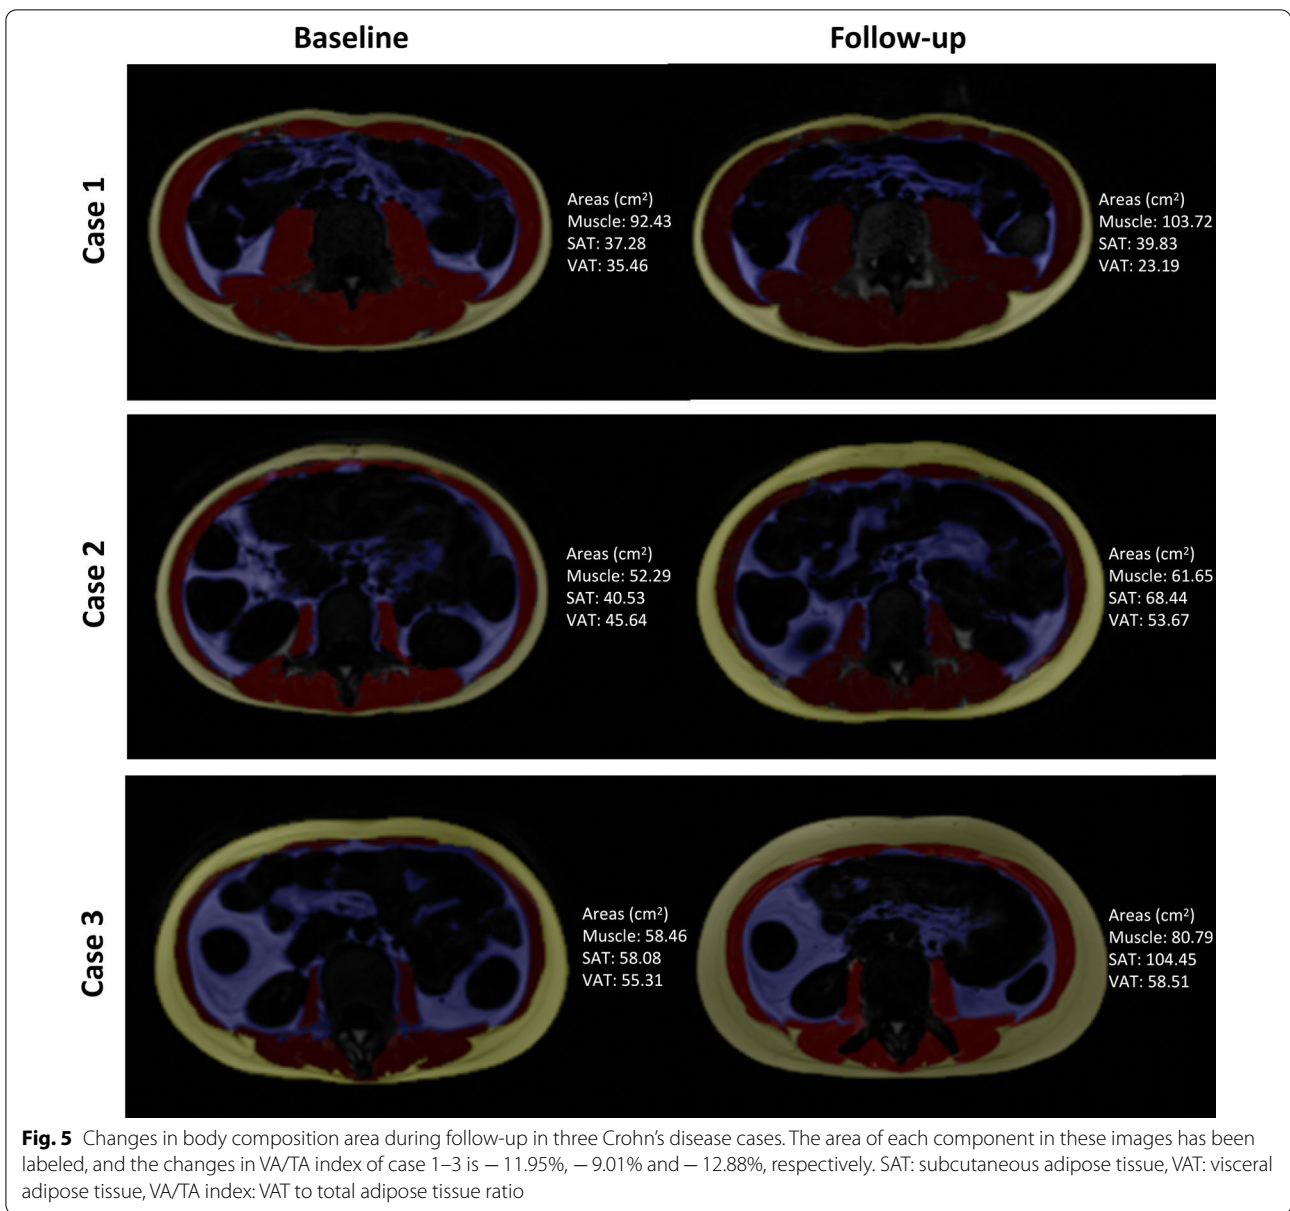 Baseline
Follow-up
Case 1
Areas (cm²)
Muscle: 92.43
SAT: 37.28
VAT: 35.46
Areas (cm²)
Muscle: 103.72
SAT: 39.83
VAT: 23.19
Case 2
Areas (cm²)
Muscle: 52.29
SAT: 40.53
VAT: 45.64
Areas (cm²)
Muscle: 61.65
SAT: 68.44
VAT: 53.67
Case 3
Areas (cm²)
Muscle: 58.46
SAT: 58.08
VAT: 55.31
Areas (cm²)
Muscle: 80.79
SAT: 104.45
VAT: 58.51
Fig. 5 Changes in body composition area during follow-up in three Crohn’s disease cases. The area of each component in these images has been
labeled, and the changes in VA/TA index of case 1–3 is − 11.95%, − 9.01% and − 12.88%, respectively. SAT: subcutaneous adipose tissue, VAT: visceral
adipose tissue, VA/TA index: VAT to total adipose tissue ratio